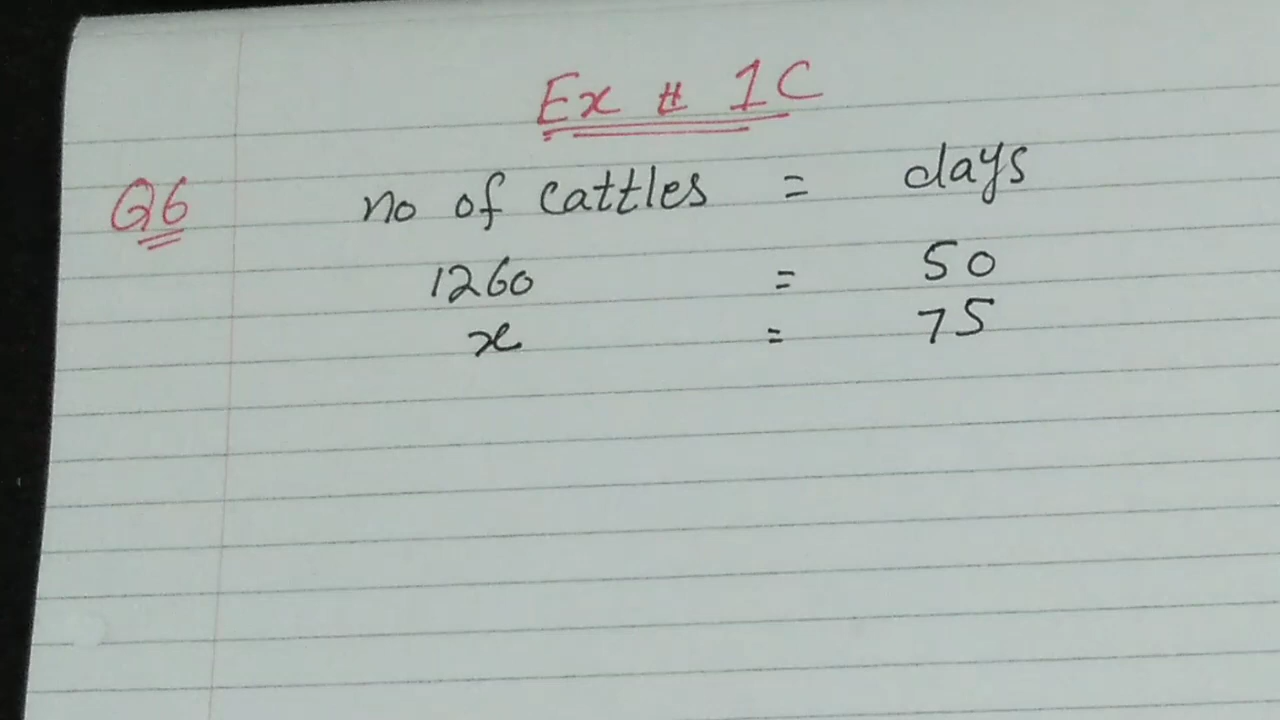 Ex # 1C
Q6 no of cattles = days
1260 = 50
x = 75